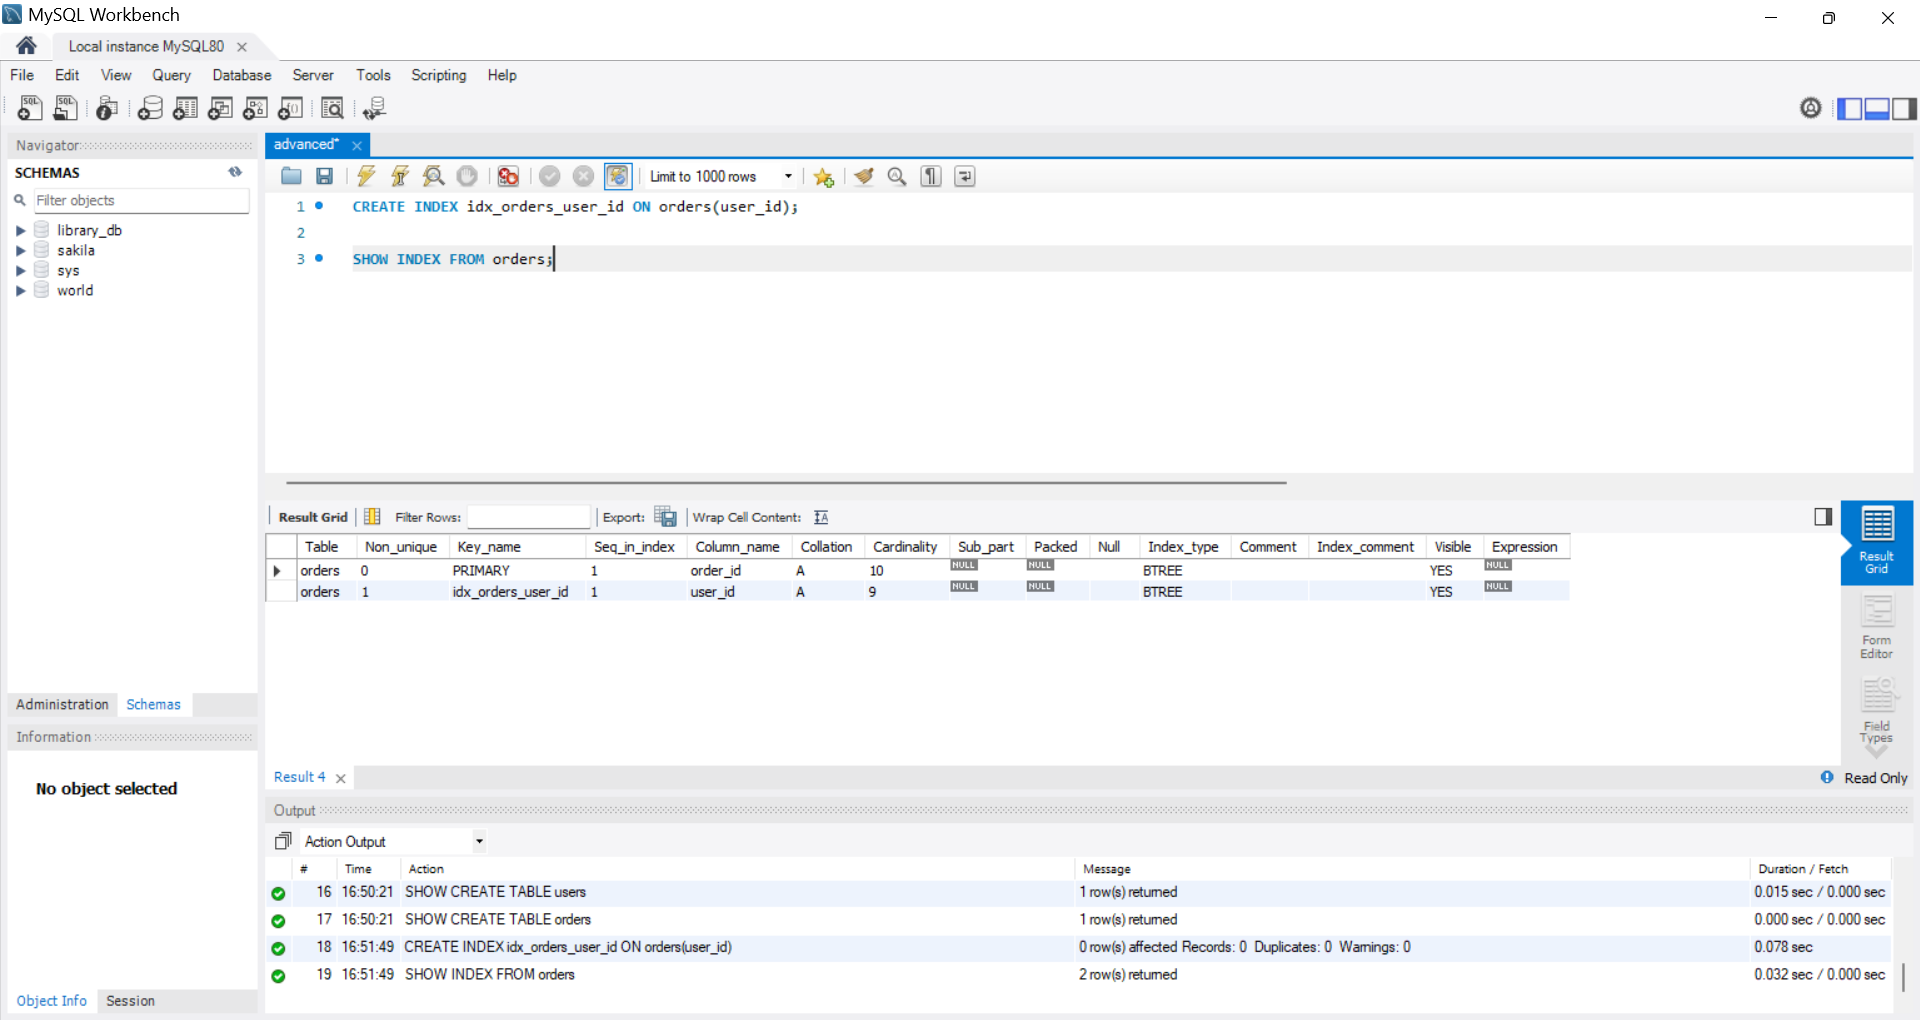 MySQL Workbench
Local instance MySQL80
File Edit View Query Database Server Tools Scripting Help
Navigator
SCHEMAS
Filter objects
library_db
sakila
sys
world
Administration Schemas
Information
No object selected
Object Info Session
advanced*
Limit to 1000 rows
1 CREATE INDEX idx_orders_user_id ON orders(user_id);
2
3 SHOW INDEX FROM orders;
Result Grid Filter Rows: Export: Wrap Cell Content:
Table Non_unique Key_name Seq_in_index Column_name Collation Cardinality Sub_part Packed Null Index_type Comment Index_comment Visible Expression
orders 0 PRIMARY 1 order_id A 10 NULL NULL BTREE YES NULL
orders 1 idx_orders_user_id 1 user_id A 9 NULL NULL BTREE YES NULL
Result
Grid
Form
Editor
Field
Types
Result 4
Read Only
Output
Action Output
# Time Action Message Duration / Fetch
16 16:50:21 SHOW CREATE TABLE users 1 row(s) returned 0.015 sec / 0.000 sec
17 16:50:21 SHOW CREATE TABLE orders 1 row(s) returned 0.000 sec / 0.000 sec
18 16:51:49 CREATE INDEX idx_orders_user_id ON orders(user_id) 0 row(s) affected Records: 0 Duplicates: 0 Warnings: 0 0.078 sec
19 16:51:49 SHOW INDEX FROM orders 2 row(s) returned 0.032 sec / 0.000 sec